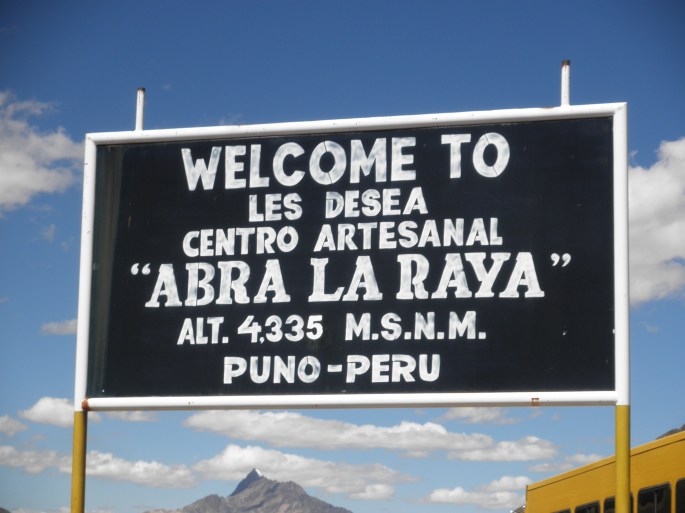 WELCOME TO
LES DESEA
CENTRO ARTESANAL
"ABRA LA RAYA"
ALT. 4,335 M.S.N.M.
PUNO-PERU